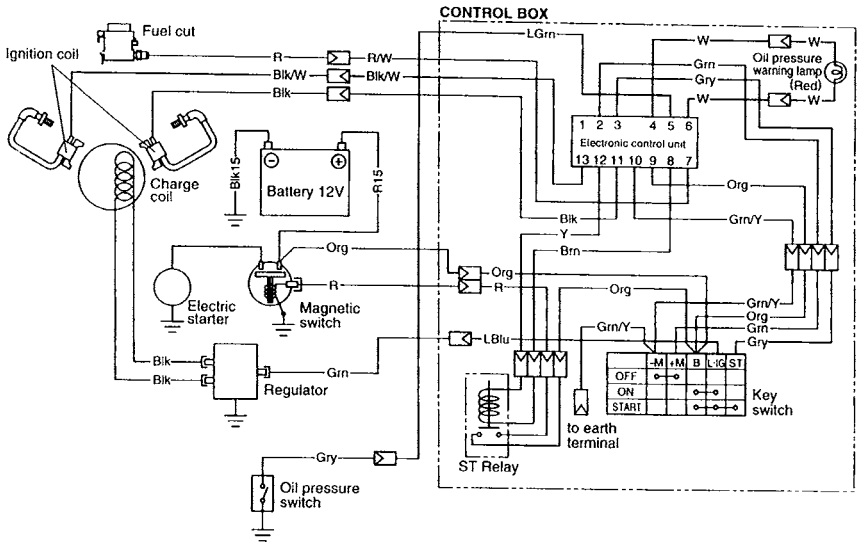 CONTROL BOX
Fuel cut
LGrn
W
W
Ignition coil
R
R/W
Grn
Oil pressure
warning lamp
(Red)
Blk/W
Blk/W
Gry
Blk
W
W
1 2 3 4 5 6
Electronic control unit
13 12 11 10 9 8 7
Blk15
Battery 12V
R15
Charge
coil
Org
Blk
Grn/Y
Y
Org
Brn
Org
R
R
Org
Grn/Y
Electric
starter
Magnetic
switch
Org
Grn/Y
Grn
LBlu
Gry
Blk
Blk
Grn
Regulator
-M +M B L·IG ST
OFF
ON
START
Key
switch
to earth
terminal
ST Relay
Gry
Oil pressure
switch